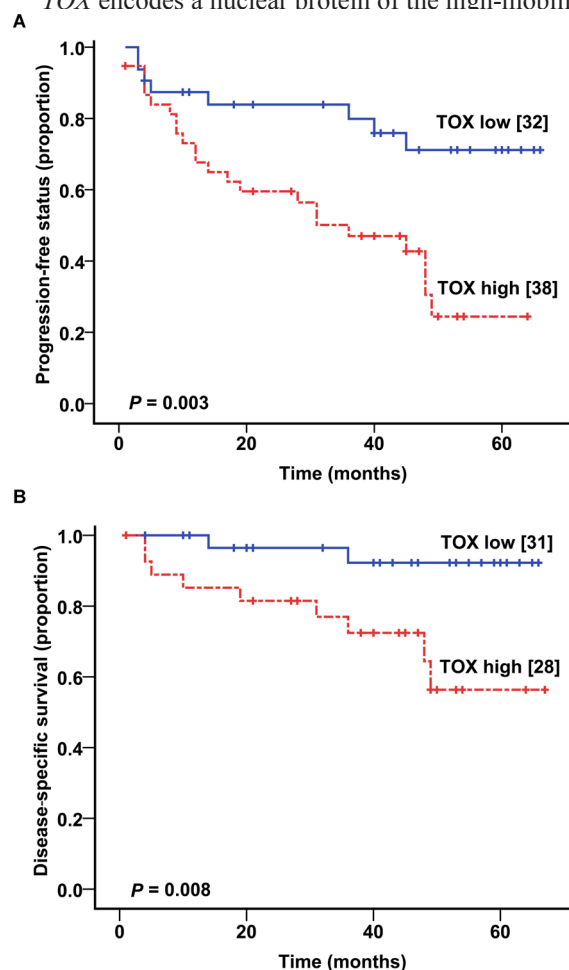 TOX encodes a nuclear protein of the high-mobil
A
Progression-free status (proportion)
1.0
0.8
0.6
0.4
0.2
0.0
TOX low [32]
TOX high [38]
P = 0.003
0 20 40 60
Time (months)
B
Disease-specific survival (proportion)
1.0
0.8
0.6
0.4
0.2
0.0
TOX low [31]
TOX high [28]
P = 0.008
0 20 40 60
Time (months)